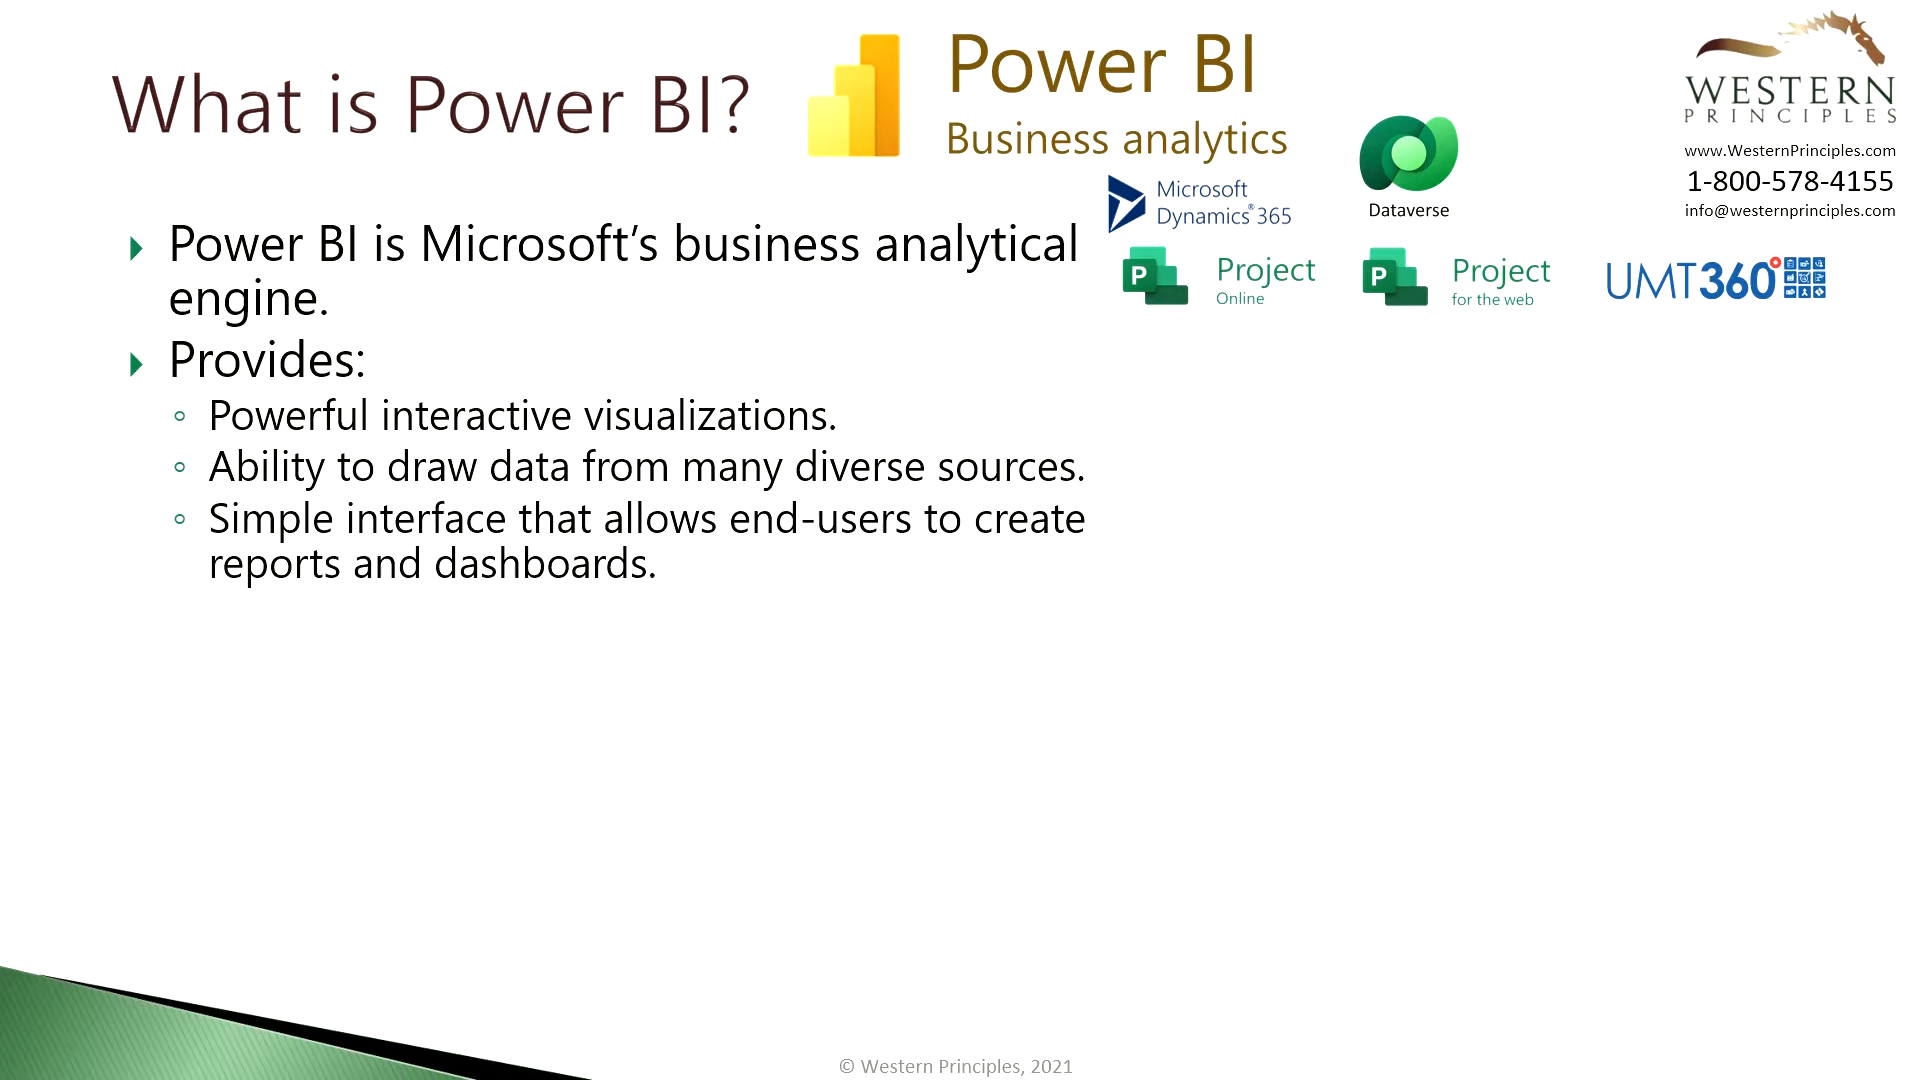 What is Power BI?
Power BI
Business analytics
WESTERN
PRINCIPLES
www.WesternPrinciples.com
1-800-578-4155
info@westernprinciples.com
Microsoft
Dynamics® 365
Dataverse
P Project
Online
P Project
for the web
UMT360
Power BI is Microsoft’s business analytical
engine.
Provides:
Powerful interactive visualizations.
Ability to draw data from many diverse sources.
Simple interface that allows end-users to create
reports and dashboards.
© Western Principles, 2021